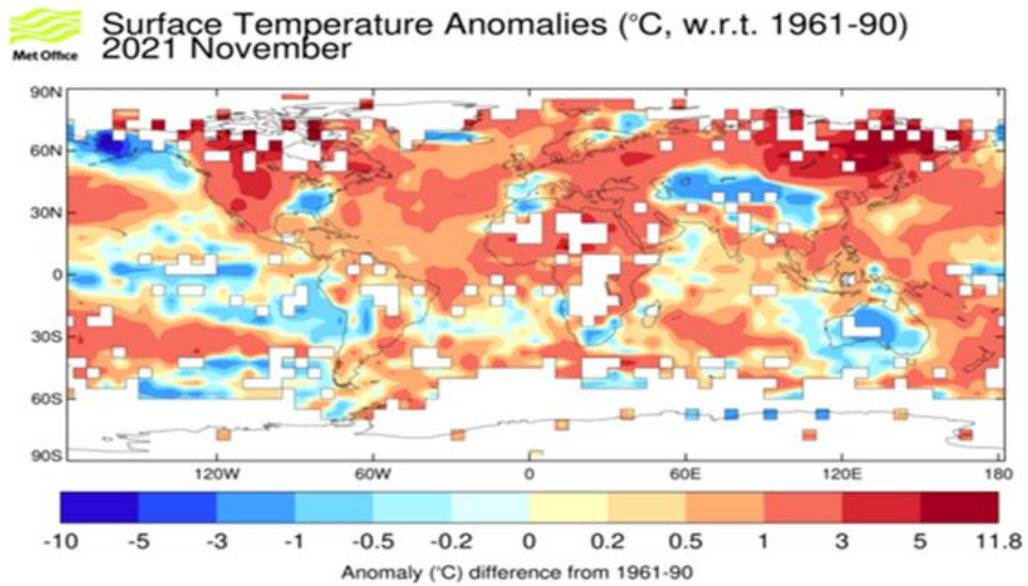 Met Office
Surface Temperature Anomalies (°C, w.r.t. 1961-90)
2021 November
90N
60N
30N
0
30S
60S
90S
120W 60W 0 60E 120E 180
-10 -5 -3 -1 -0.5 -0.2 0 0.2 0.5 1 3 5 11.8
Anomaly (°C) difference from 1961-90